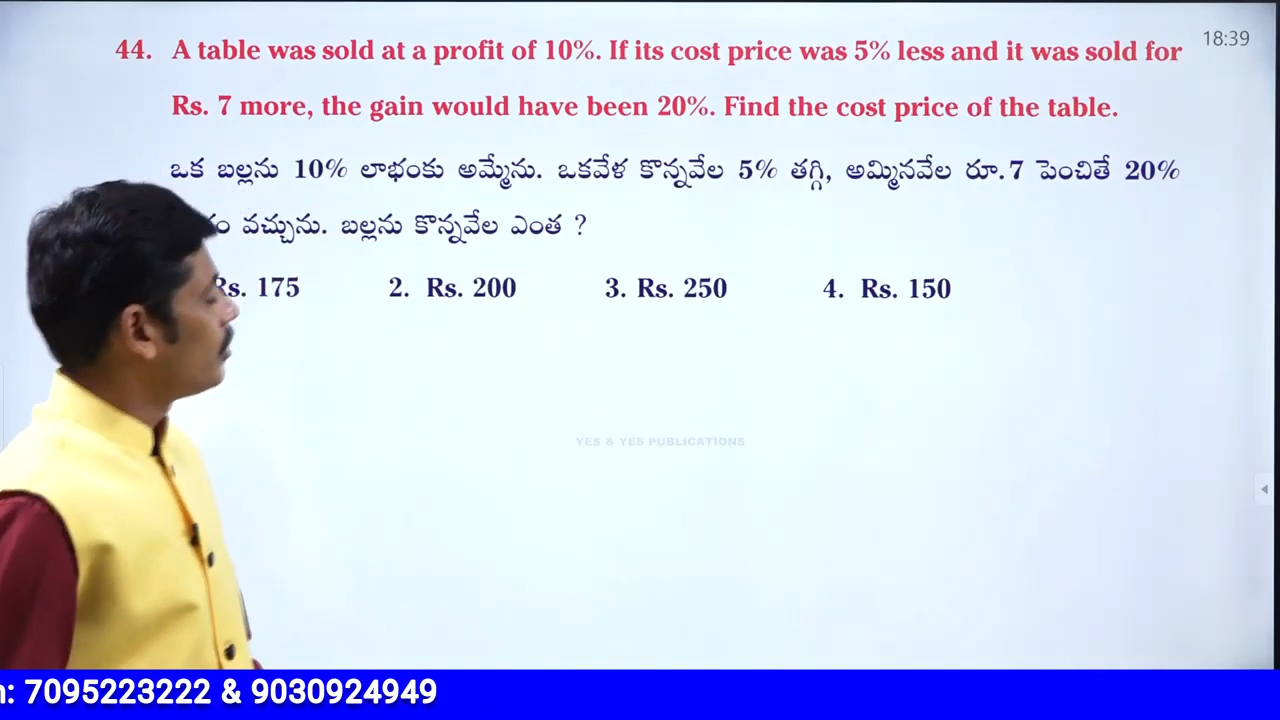 18:39
44. A table was sold at a profit of 10%. If its cost price was 5% less and it was sold for
Rs. 7 more, the gain would have been 20%. Find the cost price of the table.
ఒక బల్లను 10% లాభంకు అమ్మేను. ఒకవేళ కొన్నవేల 5% తగ్గి, అమ్మినవేల రూ.7 పెంచితే 20%
వచ్చును. బల్లను కొన్నవేల ఎంత ?
Rs. 175 2. Rs. 200 3. Rs. 250 4. Rs. 150
YES & YES PUBLICATIONS
7095223222 & 9030924949